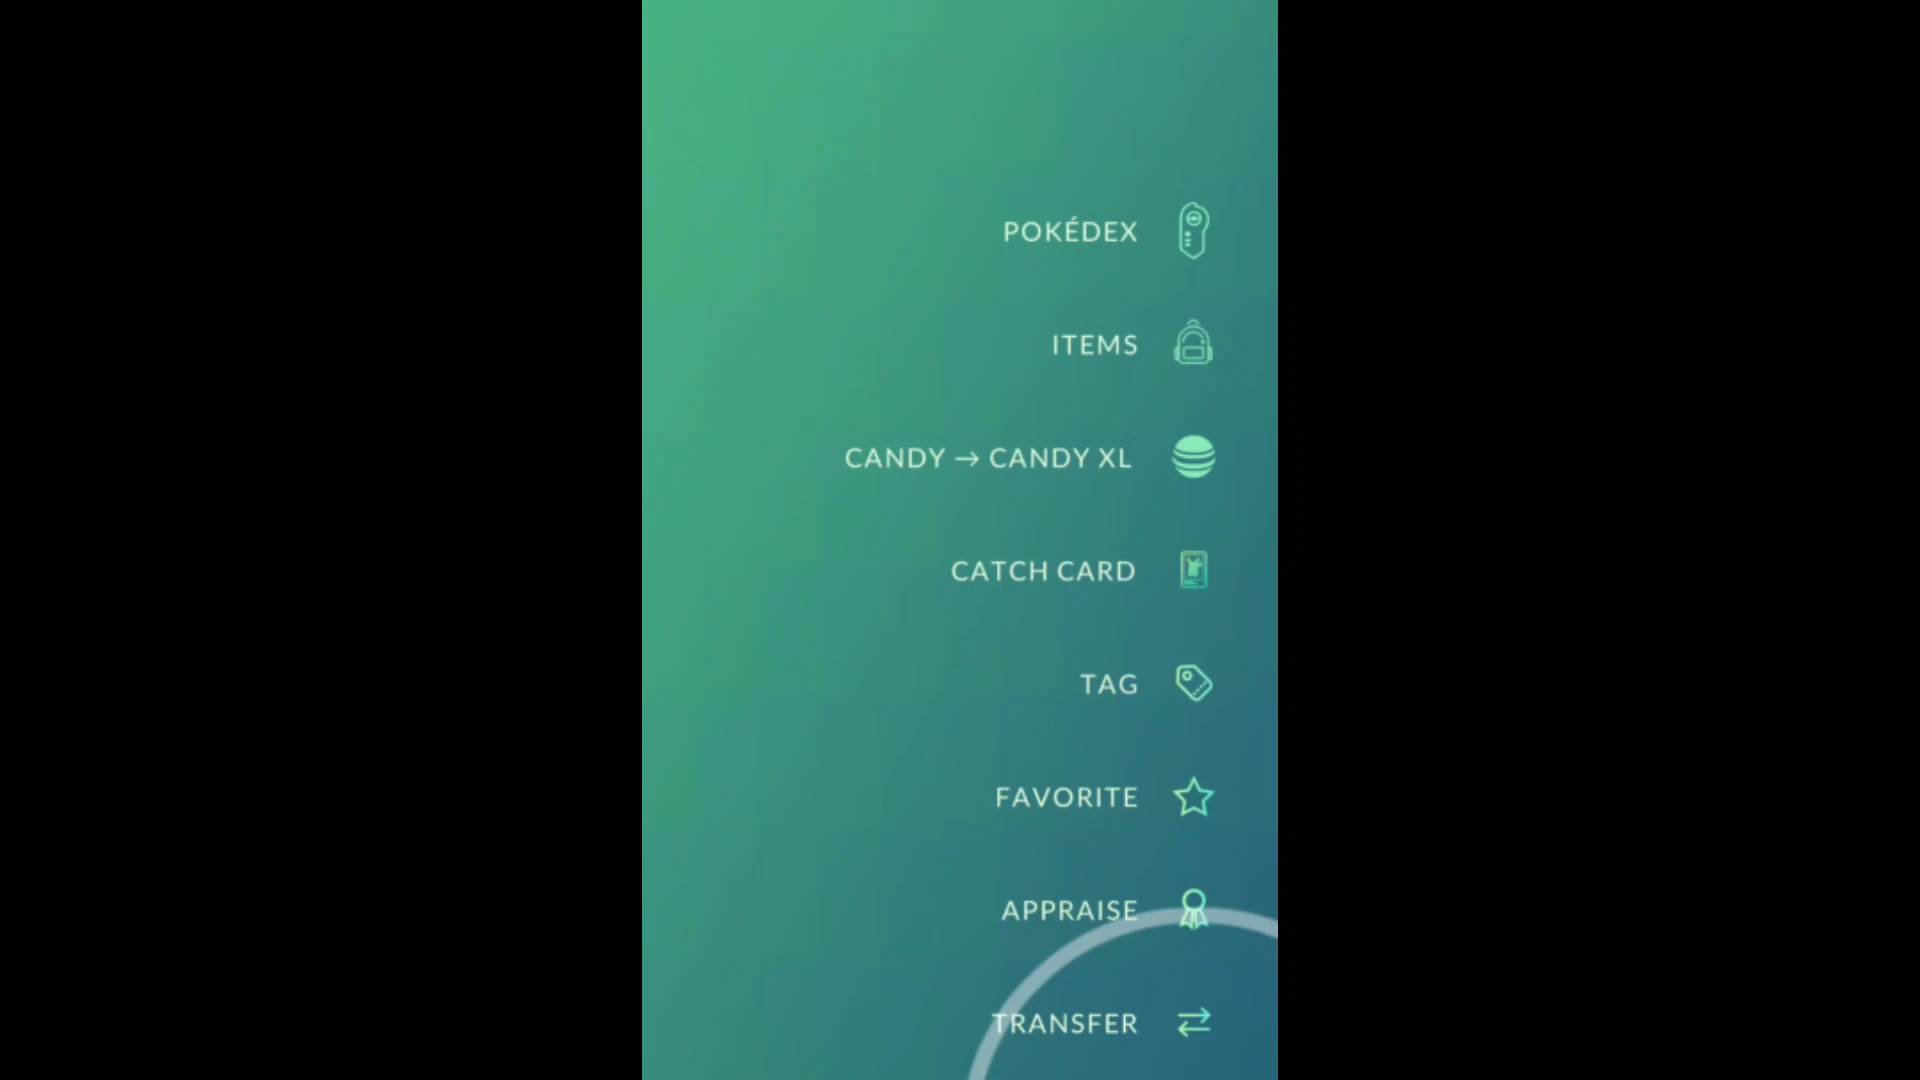 POKÉDEX
ITEMS
CANDY → CANDY XL
CATCH CARD
TAG
FAVORITE
APPRAISE
TRANSFER